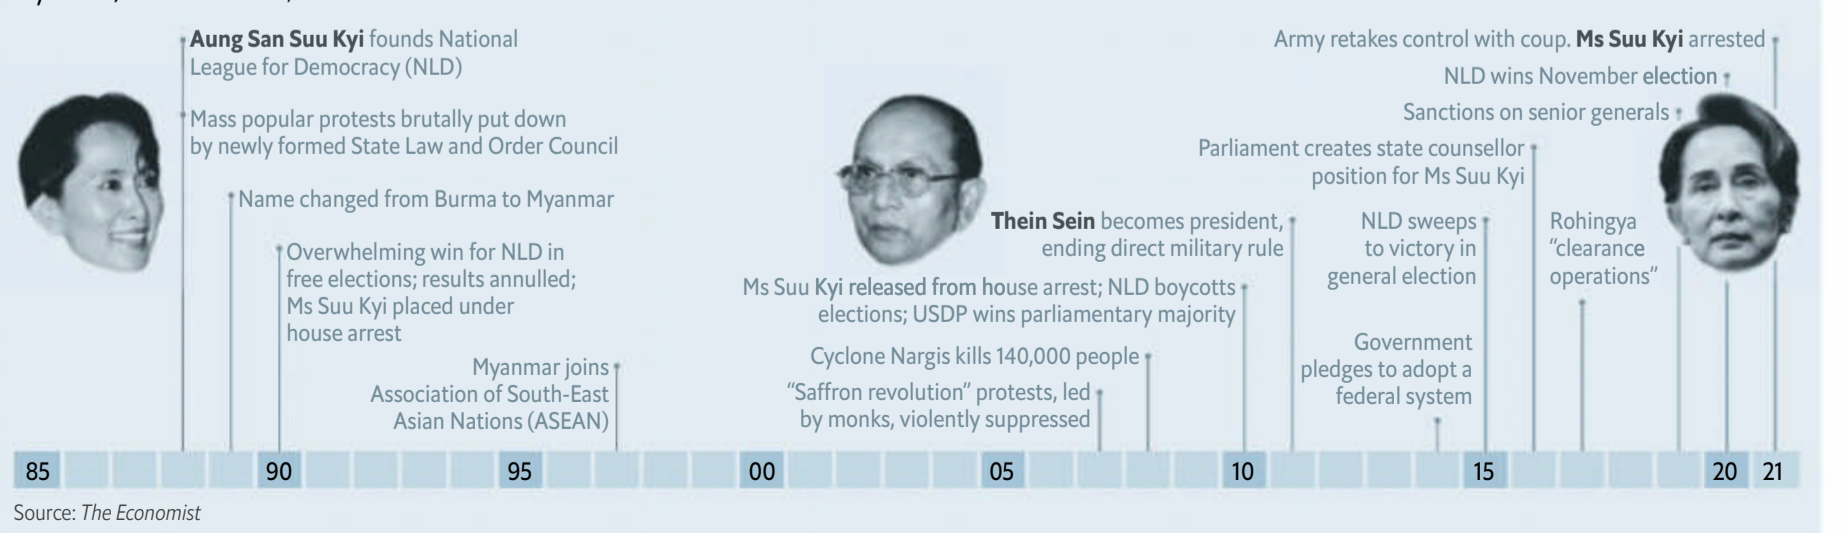 Aung San Suu Kyi founds National
League for Democracy (NLD)
Mass popular protests brutally put down
by newly formed State Law and Order Council
Name changed from Burma to Myanmar
Overwhelming win for NLD in
free elections; results annulled;
Ms Suu Kyi placed under
house arrest
Myanmar joins
Association of South-East
Asian Nations (ASEAN)
“Saffron revolution” protests, led
by monks, violently suppressed
Cyclone Nargis kills 140,000 people
Ms Suu Kyi released from house arrest; NLD boycotts
elections; USDP wins parliamentary majority
Thein Sein becomes president,
ending direct military rule
Government
pledges to adopt a
federal system
NLD sweeps
to victory in
general election
Parliament creates state counsellor
position for Ms Suu Kyi
Rohingya
“clearance
operations”
Sanctions on senior generals
NLD wins November election
Army retakes control with coup. Ms Suu Kyi arrested
85 90 95 00 05 10 15 20 21
Source: The Economist